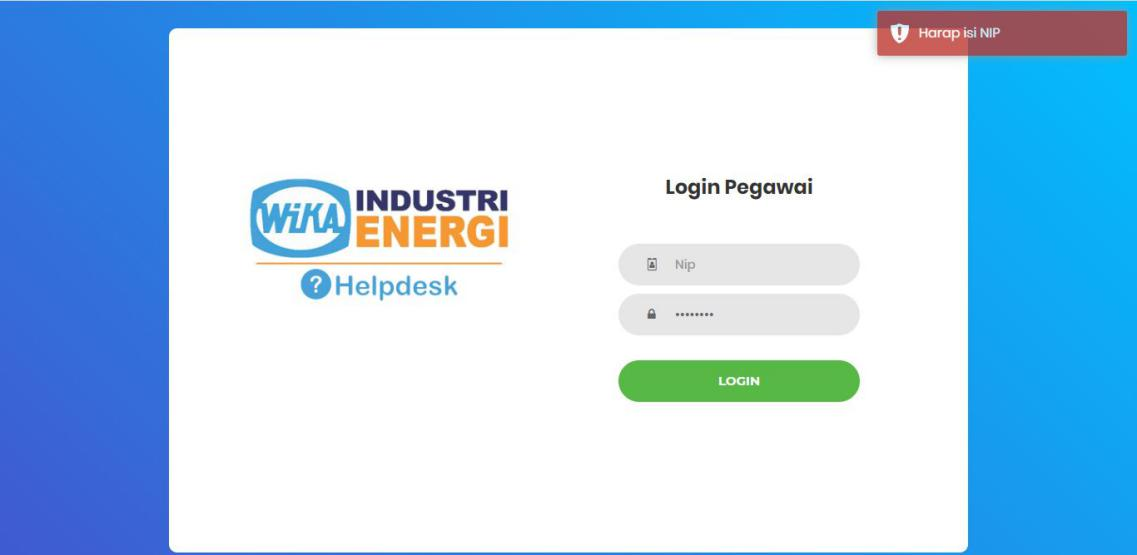 Harap isi NIP
WiKA INDUSTRI
ENERGI
? Helpdesk
Login Pegawai
Nip
••••••••
LOGIN